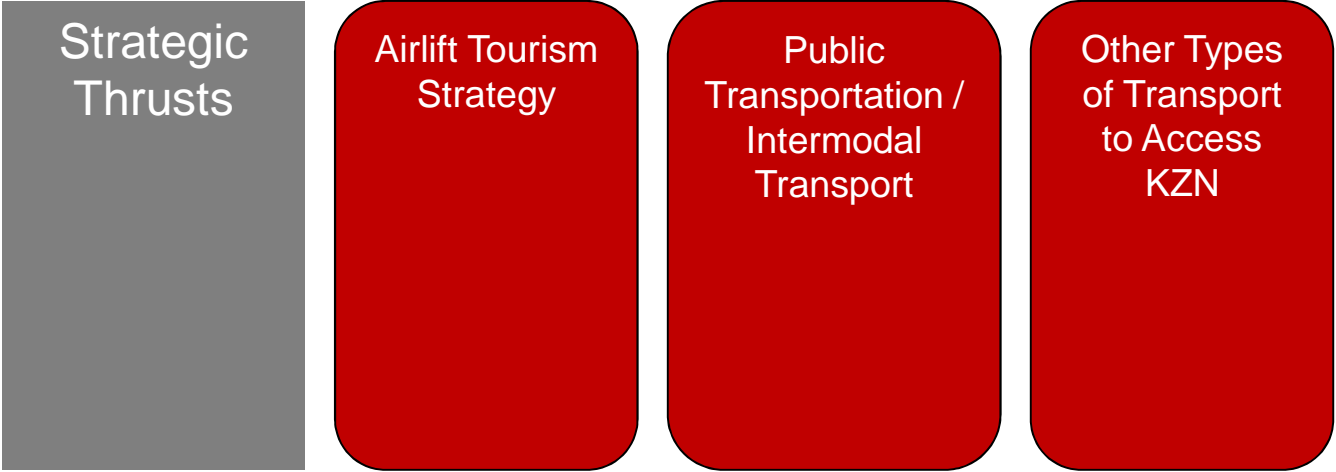 Strategic
Thrusts
Airlift Tourism
Strategy
Public
Transportation /
Intermodal
Transport
Other Types
of Transport
to Access
KZN